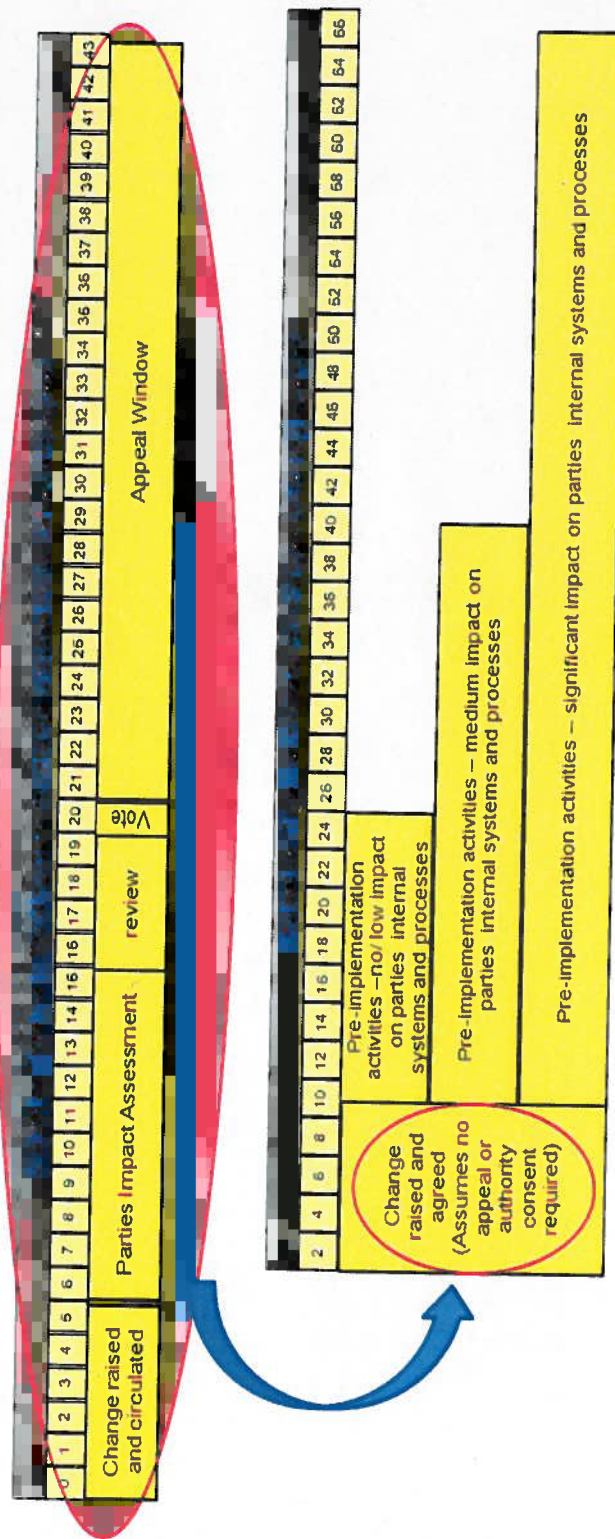 0 1 2 3 4 5 6 7 8 9 10 11 12 13 14 15 16 17 18 19 20 21 22 23 24 25 26 27 28 29 30 31 32 33 34 35 36 37 38 39 40 41 42 43
Change raised
and circulated
Parties Impact Assessment
review
Vote
Appeal Window
2 4 6 8 10 12 14 16 18 20 22 24 26 28 30 32 34 36 38 40 42 44 46 48 50 52 54 56 58 60 62 64 66
Change
raised and
agreed
(Assumes no
appeal or
authority
consent
required)
Pre-implementation
activities –no/ low impact
on parties internal
systems and processes
Pre-implementation activities – medium impact on
parties internal systems and processes
Pre-implementation activities – significant impact on parties internal systems and processes